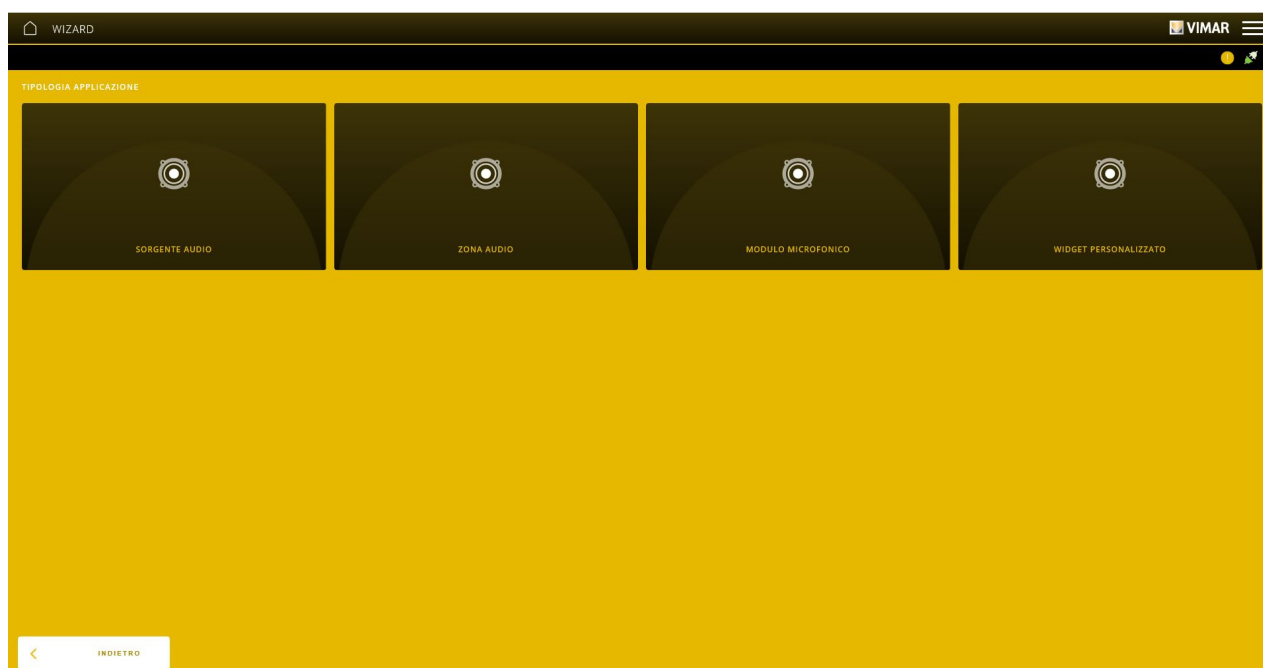 WIZARD
VIMAR
TIPOLOGIA APPLICAZIONE
SORGENTE AUDIO
ZONA AUDIO
MODULO MICROFONICO
WIDGET PERSONALIZZATO
INDIETRO